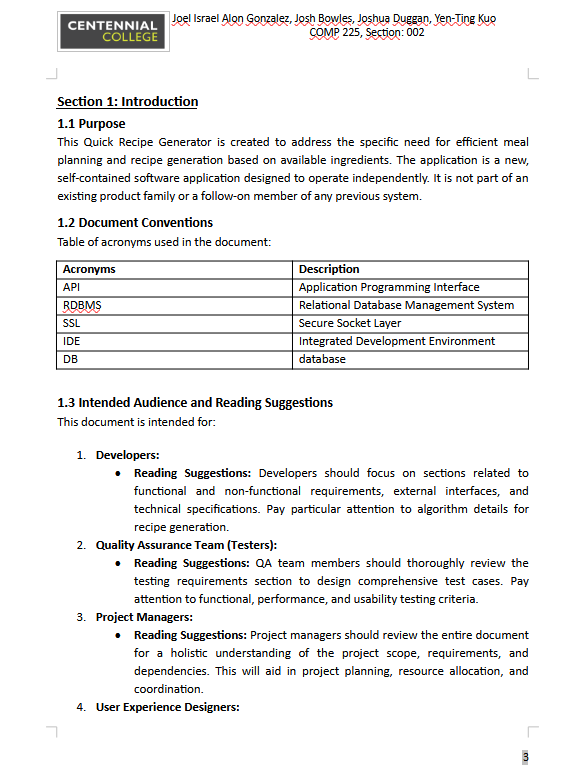 CENTENNIAL
COLLEGE
Joel Israel Alon Gonzalez, Josh Bowles, Joshua Duggan, Yen-Ting Kuo
COMP 225, Section: 002
Section 1: Introduction
1.1 Purpose
This Quick Recipe Generator is created to address the specific need for efficient meal
planning and recipe generation based on available ingredients. The application is a new,
self-contained software application designed to operate independently. It is not part of an
existing product family or a follow-on member of any previous system.
1.2 Document Conventions
Table of acronyms used in the document:
Acronyms Description
API Application Programming Interface
RDBMS Relational Database Management System
SSL Secure Socket Layer
IDE Integrated Development Environment
DB database
1.3 Intended Audience and Reading Suggestions
This document is intended for:
1. Developers:
• Reading Suggestions: Developers should focus on sections related to
functional and non-functional requirements, external interfaces, and
technical specifications. Pay particular attention to algorithm details for
recipe generation.
2. Quality Assurance Team (Testers):
• Reading Suggestions: QA team members should thoroughly review the
testing requirements section to design comprehensive test cases. Pay
attention to functional, performance, and usability testing criteria.
3. Project Managers:
• Reading Suggestions: Project managers should review the entire document
for a holistic understanding of the project scope, requirements, and
dependencies. This will aid in project planning, resource allocation, and
coordination.
4. User Experience Designers:
3